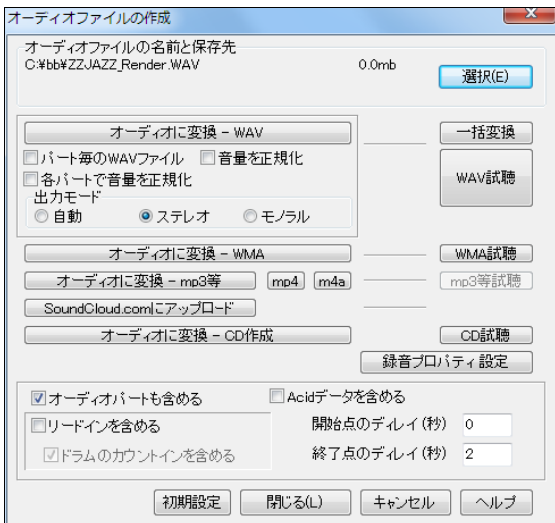 オーディオファイルの作成
オーディオファイルの名前と保存先
C:¥bb¥ZZJAZZ_Render.WAV 0.0mb 選択(E)
オーディオに変換 - WAV 一括変換
パート毎のWAVファイル 音量を正規化 WAV試聴
各パートで音量を正規化
出力モード
自動 ステレオ モノラル
オーディオに変換 - WMA WMA試聴
オーディオに変換 - mp3等 mp4 m4a mp3等試聴
SoundCloud.comにアップロード
オーディオに変換 - CD作成 CD試聴
録音プロパティ設定
オーディオパートも含める Acidデータを含める
リードインを含める 開始点のディレイ(秒) 0
ドラムのカウントインを含める 終了点のディレイ(秒) 2
初期設定 閉じる(L) キャンセル ヘルプ